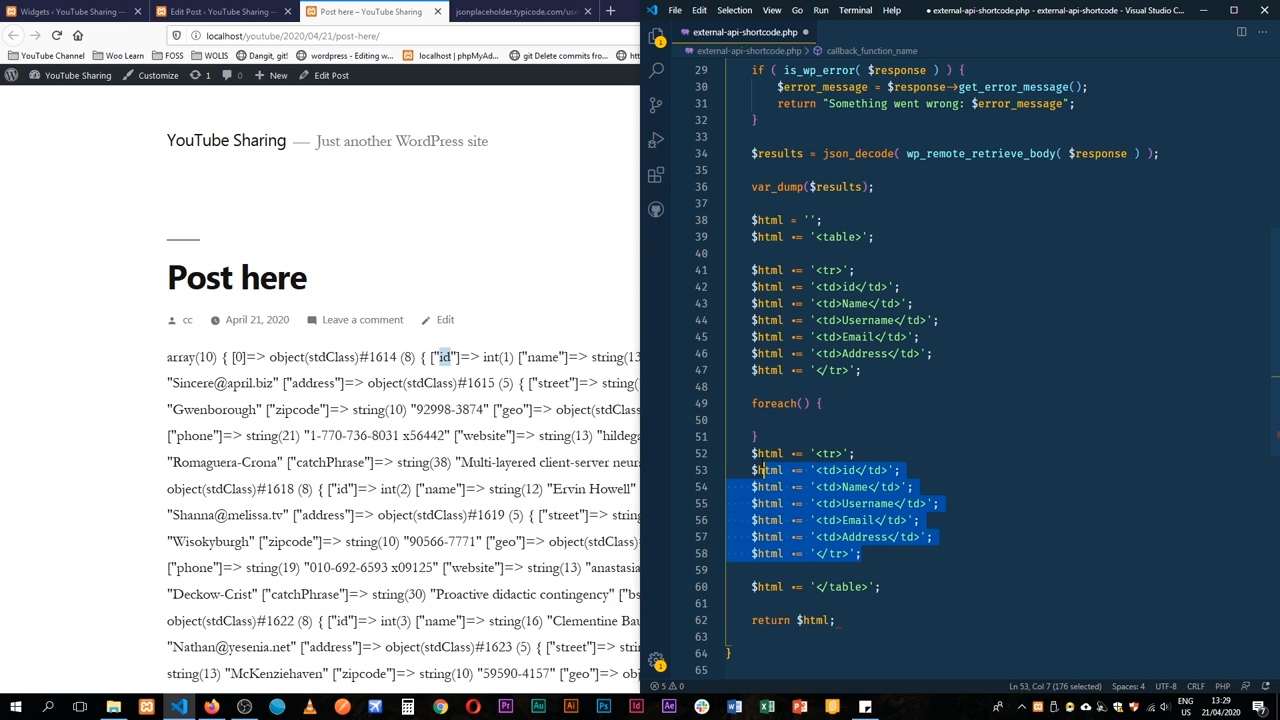 Widgets ‹ YouTube Sharing —
Edit Post ‹ YouTube Sharing —
Post here – YouTube Sharing
jsonplaceholder.typicode.com/use
localhost/youtube/2020/04/21/post-here/
YouTube Channel
Woo Learn
FOSS
WOLIS
Dangit, git!
wordpress - Editing w...
localhost | phpMyAd...
git Delete commits fro...
htt
YouTube Sharing
Customize
1
0
New
Edit Post
YouTube Sharing — Just another WordPress site
Post here
cc
April 21, 2020
Leave a comment
Edit
array(10) { [0]=> object(stdClass)#1614 (8) { ["id"]=> int(1) ["name"]=> string(13
"Sincere@april.biz" ["address"]=> object(stdClass)#1615 (5) { ["street"]=> string(
"Gwenborough" ["zipcode"]=> string(10) "92998-3874" ["geo"]=> object(stdClass
["phone"]=> string(21) "1-770-736-8031 x56442" ["website"]=> string(13) "hildega
"Romaguera-Crona" ["catchPhrase"]=> string(38) "Multi-layered client-server neura
object(stdClass)#1618 (8) { ["id"]=> int(2) ["name"]=> string(12) "Ervin Howell"
"Shanna@melissa.tv" ["address"]=> object(stdClass)#1619 (5) { ["street"]=> string
"Wisokyburgh" ["zipcode"]=> string(10) "90566-7771" ["geo"]=> object(stdClass
["phone"]=> string(19) "010-692-6593 x09125" ["website"]=> string(13) "anastasia
"Deckow-Crist" ["catchPhrase"]=> string(30) "Proactive didactic contingency" ["bs
object(stdClass)#1622 (8) { ["id"]=> int(3) ["name"]=> string(16) "Clementine Bau
"Nathan@yesenia.net" ["address"]=> object(stdClass)#1623 (5) { ["street"]=> string
string(13) "McKenziehaven" ["zipcode"]=> string(10) "59590-4157" ["geo"]=> obj
File Edit Selection View Go Run Terminal Help
● external-api-shortcode.php - external-api-shortcode - Visual Studio C...
external-api-shortcode.php ●
external-api-shortcode.php > callback_function_name
29 if ( is_wp_error( $response ) ) {
30 $error_message = $response→get_error_message();
31 return "Something went wrong: $error_message";
32 }
33
34 $results = json_decode( wp_remote_retrieve_body( $response ) );
35
36 var_dump($results);
37
38 $html = '';
39 $html .= '<table>';
40
41 $html .= '<tr>';
42 $html .= '<td>id</td>';
43 $html .= '<td>Name</td>';
44 $html .= '<td>Username</td>';
45 $html .= '<td>Email</td>';
46 $html .= '<td>Address</td>';
47 $html .= '</tr>';
48
49 foreach() {
50
51 }
52 $html .= '<tr>';
53 $html .= '<td>id</td>';
54 $html .= '<td>Name</td>';
55 $html .= '<td>Username</td>';
56 $html .= '<td>Email</td>';
57 $html .= '<td>Address</td>';
58 $html .= '</tr>';
59
60 $html .= '</table>';
61
62 return $html;
63
64 }
65
5 0
Ln 53, Col 7 (176 selected)
Spaces: 4
UTF-8
CRLF
PHP
ENG
US
13:29
21/04/2020